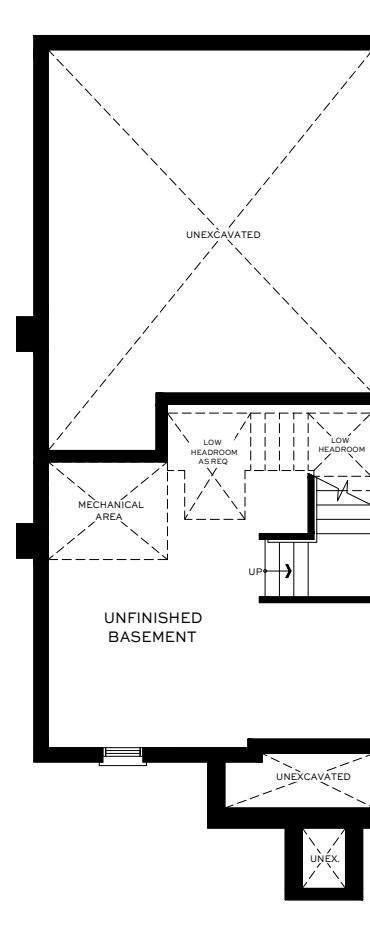 UNEXCAVATED
LOW
HEADROOM
AS REQ
LOW
HEADROOM
MECHANICAL
AREA
UP
UNFINISHED
BASEMENT
UNEXCAVATED
UNEX.